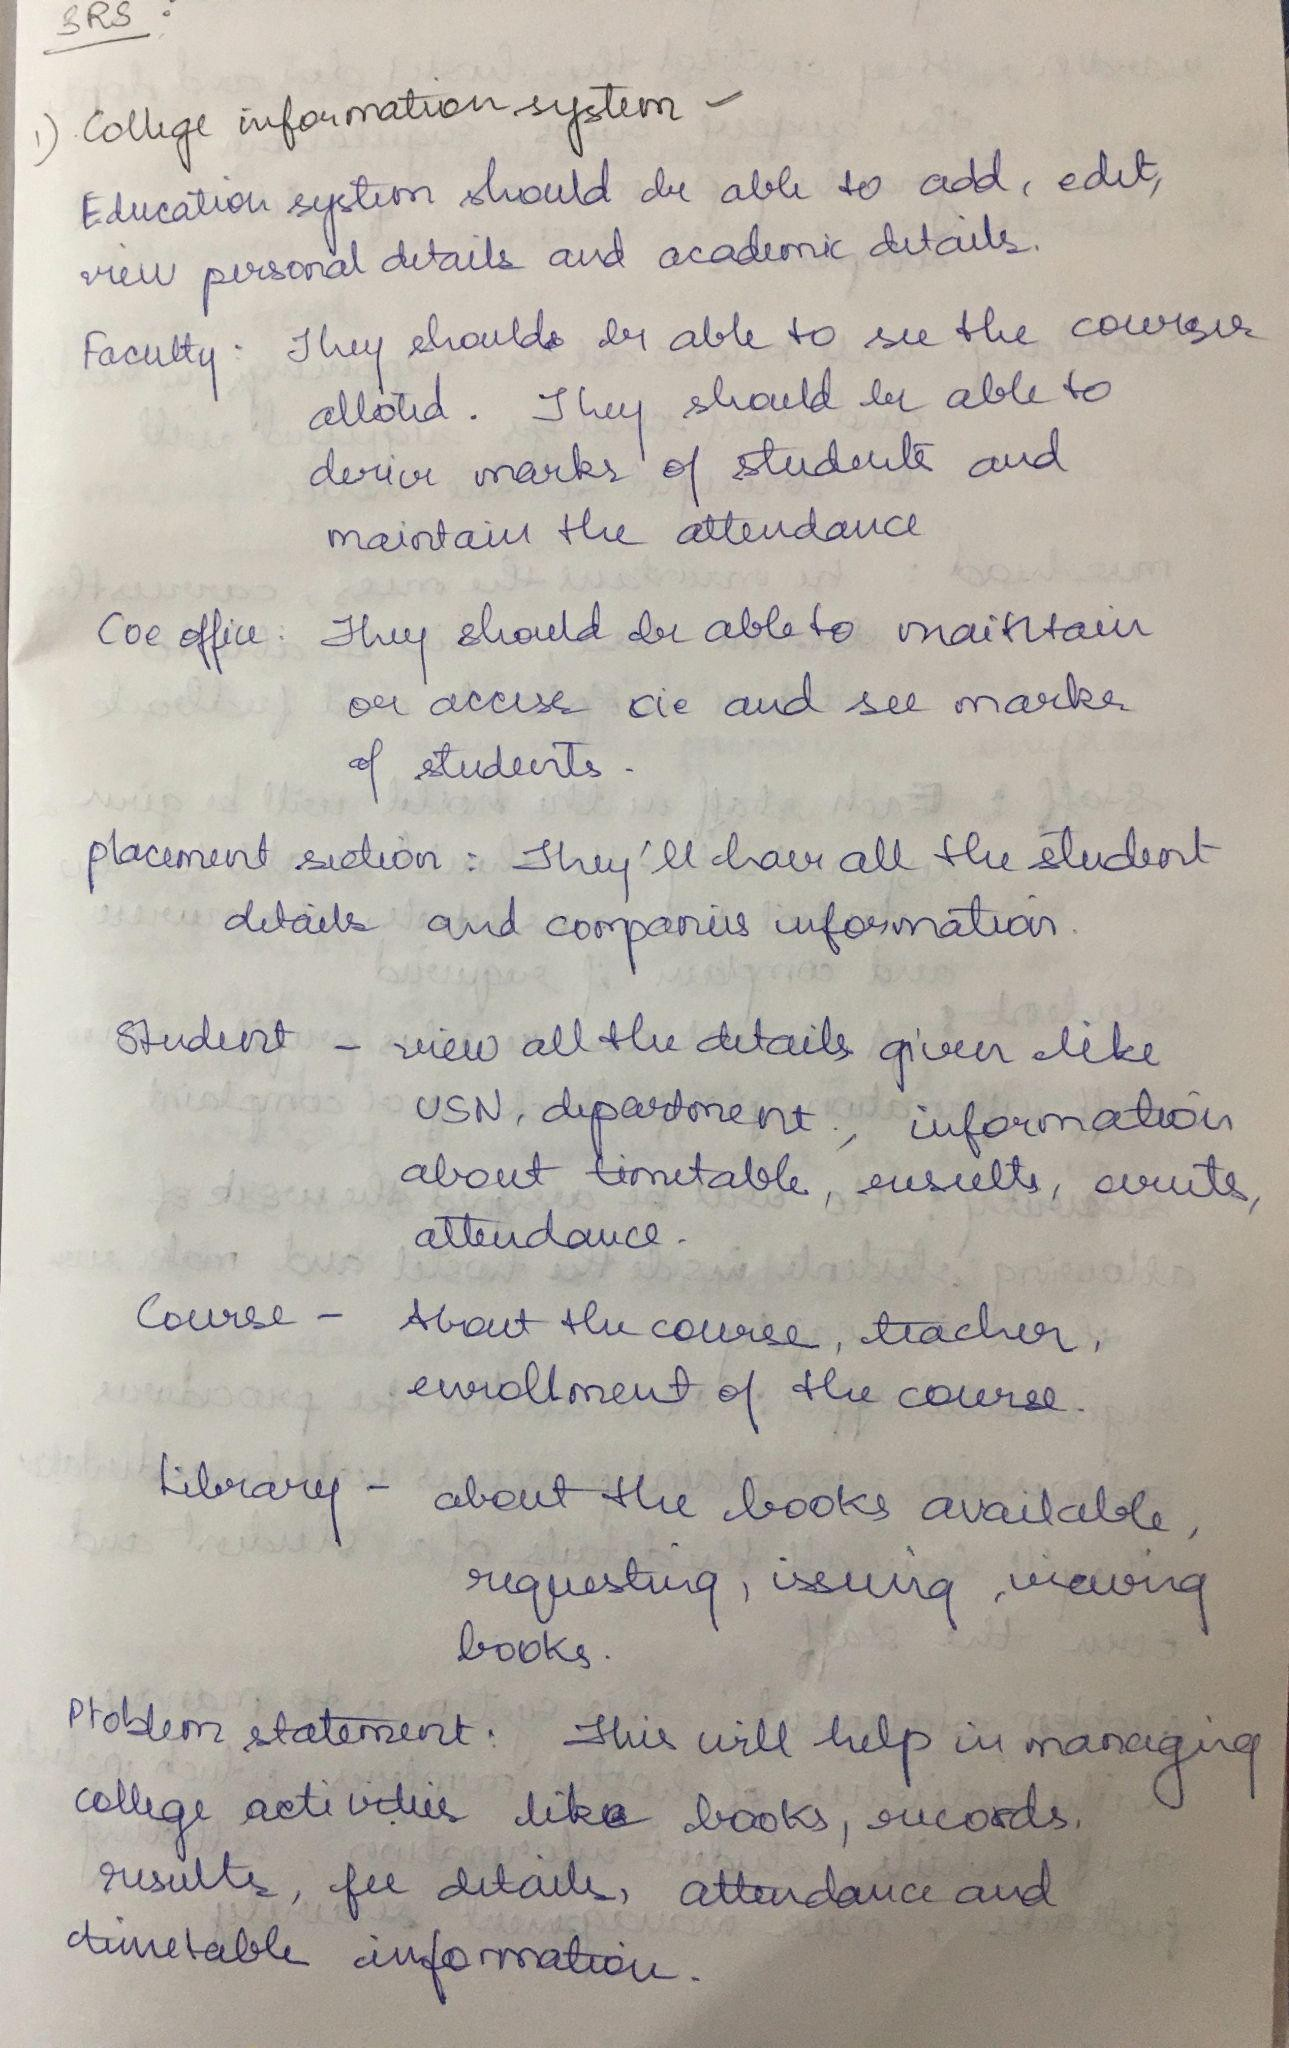 SRS :
1) College information system -
Education system should be able to add, edit,
view personal details and academic details.
Faculty : They should be able to see the courses
alloted. They should be able to
derive marks of students and
maintain the attendance
Coe office : They should be able to maintain
or access cie and see marks
of students.
placement section : They'll have all the student
details and companies information.
Student - view all the details given like
USN, department, information
about timetable, results,
attendance.
Course - About the course, teacher,
enrollment of the course.
Library - about the books available,
requesting, issuing, viewing
books.
Problem statement : This will help in managing
college activities like books, records,
results, fee details, attendance and
timetable information.